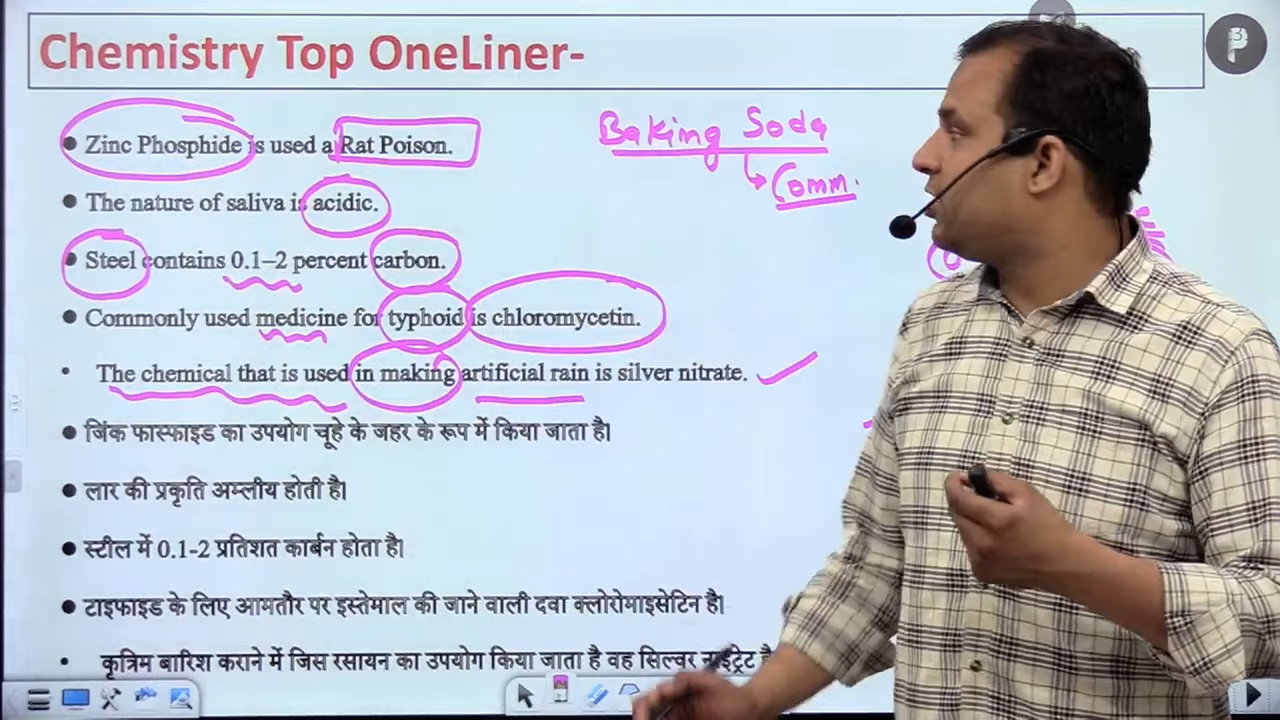 Chemistry Top OneLiner-
● Zinc Phosphide is used a Rat Poison.
Baking Soda
Comm.
● The nature of saliva is acidic.
● Steel contains 0.1–2 percent carbon.
● Commonly used medicine for typhoid is chloromycetin.
• The chemical that is used in making artificial rain is silver nitrate.
● जिंक फास्फाइड का उपयोग चूहे के जहर के रूप में किया जाता है।
● लार की प्रकृति अम्लीय होती है।
● स्टील में 0.1-2 प्रतिशत कार्बन होता है।
● टाइफाइड के लिए आमतौर पर इस्तेमाल की जाने वाली दवा क्लोरोमाइसेटिन है।
• कृत्रिम बारिश कराने में जिस रसायन का उपयोग किया जाता है वह सिल्वर नाइट्रेट है